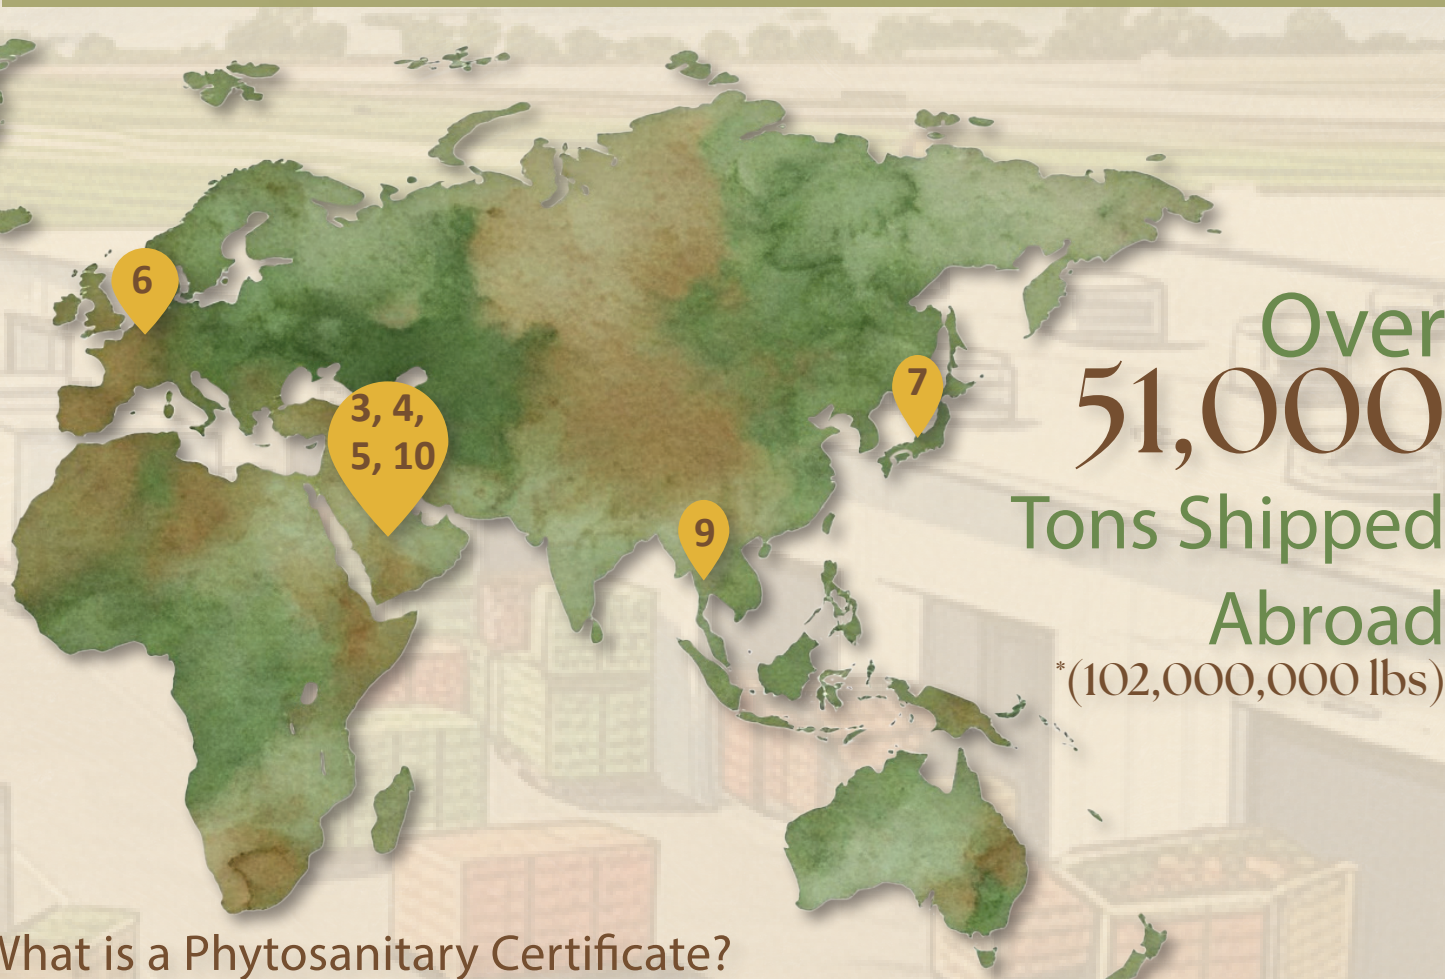 6
3, 4,
5, 10
7
9
Over
51,000
Tons Shipped
Abroad
*(102,000,000 lbs)
What is a Phytosanitary Certificate?